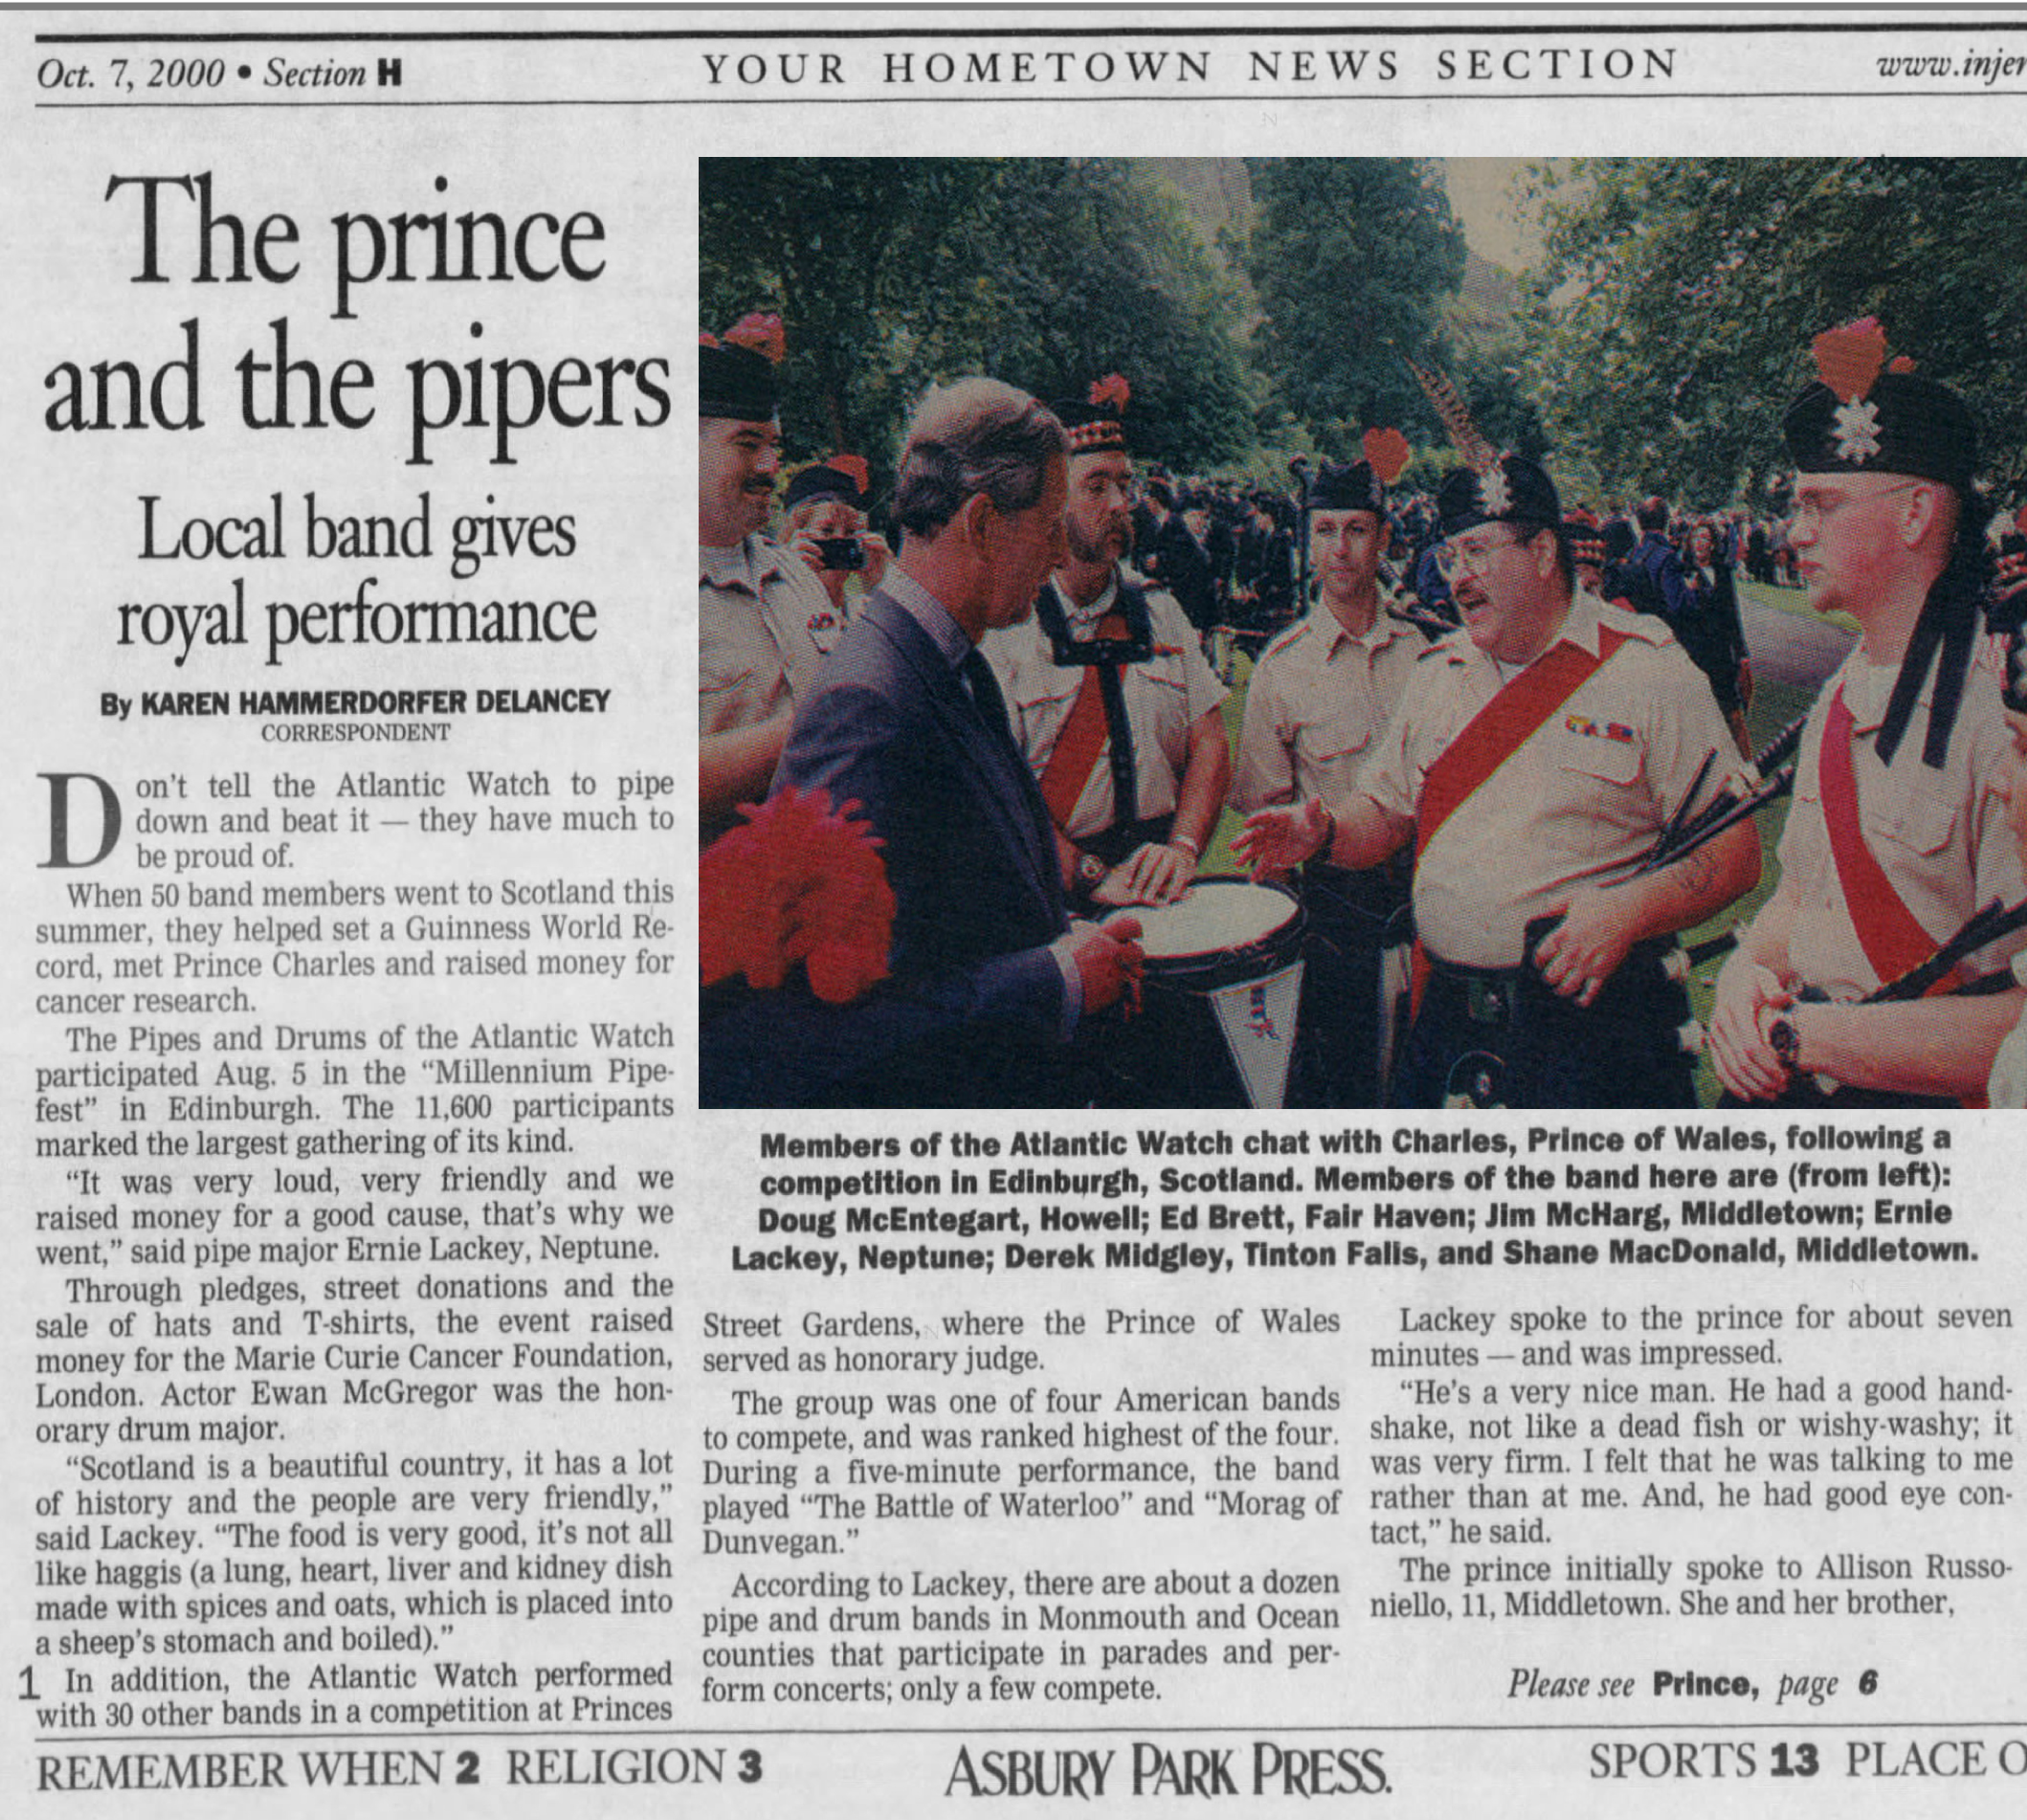 Oct. 7, 2000 • Section H
YOUR HOMETOWN NEWS SECTION
www.injer
The prince
and the pipers
Local band gives
royal performance
By KAREN HAMMERDORFER DELANCEY
CORRESPONDENT
Don't tell the Atlantic Watch to pipe
down and beat it — they have much to
be proud of.
When 50 band members went to Scotland this
summer, they helped set a Guinness World Re-
cord, met Prince Charles and raised money for
cancer research.
The Pipes and Drums of the Atlantic Watch
participated Aug. 5 in the “Millennium Pipe-
fest” in Edinburgh. The 11,600 participants
marked the largest gathering of its kind.
“It was very loud, very friendly and we
raised money for a good cause, that's why we
went,” said pipe major Ernie Lackey, Neptune.
Through pledges, street donations and the
sale of hats and T-shirts, the event raised
money for the Marie Curie Cancer Foundation,
London. Actor Ewan McGregor was the hon-
orary drum major.
“Scotland is a beautiful country, it has a lot
of history and the people are very friendly,”
said Lackey. “The food is very good, it's not all
like haggis (a lung, heart, liver and kidney dish
made with spices and oats, which is placed into
a sheep's stomach and boiled).”
1 In addition, the Atlantic Watch performed
with 30 other bands in a competition at Princes
Members of the Atlantic Watch chat with Charles, Prince of Wales, following a
competition in Edinburgh, Scotland. Members of the band here are (from left):
Doug McEntegart, Howell; Ed Brett, Fair Haven; Jim McHarg, Middletown; Ernie
Lackey, Neptune; Derek Midgley, Tinton Falls, and Shane MacDonald, Middletown.
Street Gardens, where the Prince of Wales
served as honorary judge.
The group was one of four American bands
to compete, and was ranked highest of the four.
During a five-minute performance, the band
played “The Battle of Waterloo” and “Morag of
Dunvegan.”
According to Lackey, there are about a dozen
pipe and drum bands in Monmouth and Ocean
counties that participate in parades and per-
form concerts; only a few compete.
Lackey spoke to the prince for about seven
minutes — and was impressed.
“He's a very nice man. He had a good hand-
shake, not like a dead fish or wishy-washy; it
was very firm. I felt that he was talking to me
rather than at me. And, he had good eye con-
tact,” he said.
The prince initially spoke to Allison Russo-
niello, 11, Middletown. She and her brother,
Please see Prince, page 6
REMEMBER WHEN 2 RELIGION 3
ASBURY PARK PRESS.
SPORTS 13 PLACE O